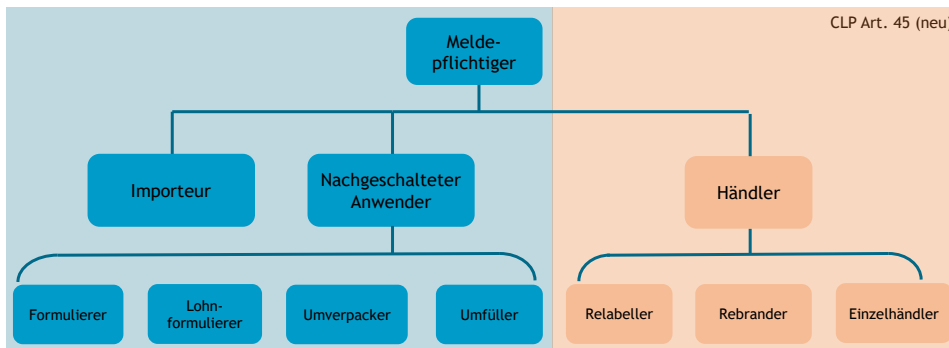 CLP Art. 45 (neu)
Melde-
pflichtiger
Importeur
Nachgeschalteter
Anwender
Händler
Formulierer
Lohn-
formulierer
Umverpacker
Umfüller
Relabeller
Rebrander
Einzelhändler